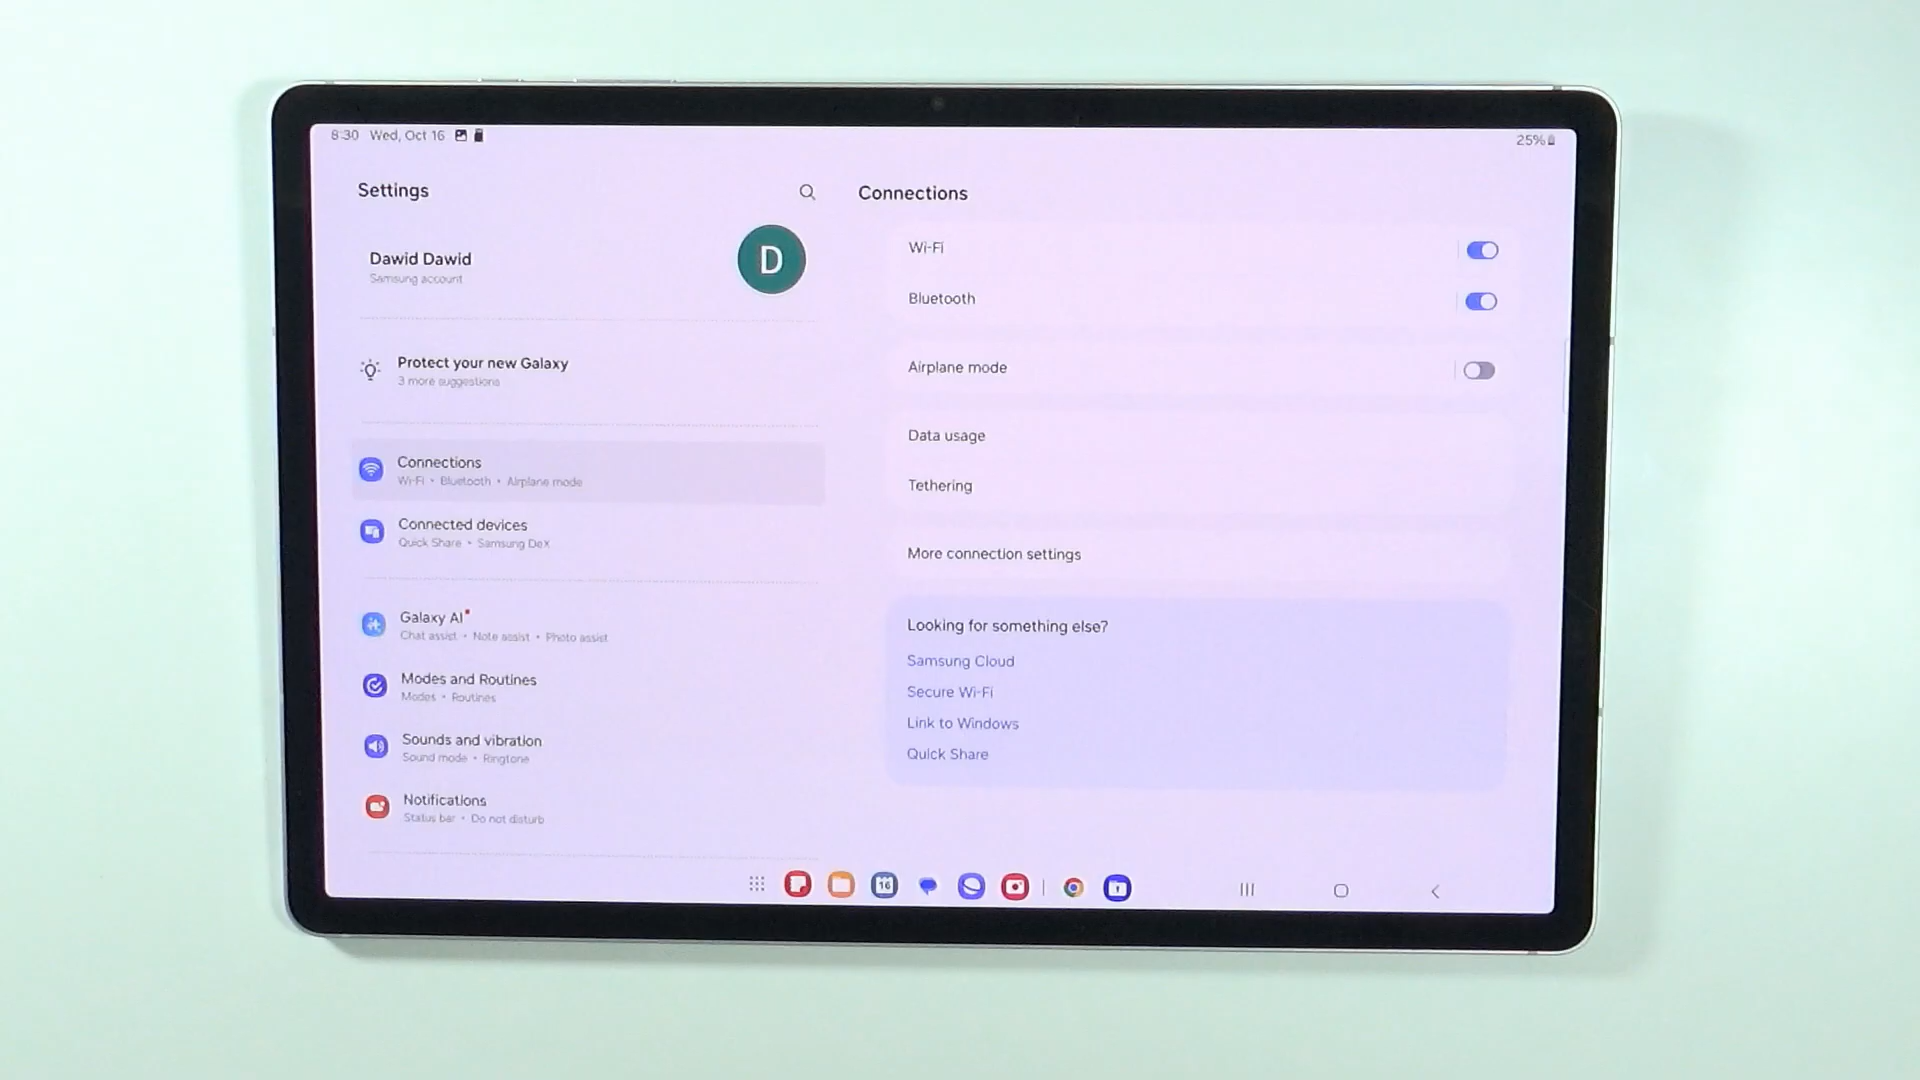 8:30 Wed, Oct 16
25%
Settings
Dawid Dawid
Samsung account
D
Protect your new Galaxy
3 more suggestions
Connections
Wi-Fi • Bluetooth • Airplane mode
Connected devices
Quick Share • Samsung DeX
Galaxy AI
Chat assist • Note assist • Photo assist
Modes and Routines
Modes • Routines
Sounds and vibration
Sound mode • Ringtone
Notifications
Status bar • Do not disturb
Connections
Wi-Fi
Bluetooth
Airplane mode
Data usage
Tethering
More connection settings
Looking for something else?
Samsung Cloud
Secure Wi-Fi
Link to Windows
Quick Share
16